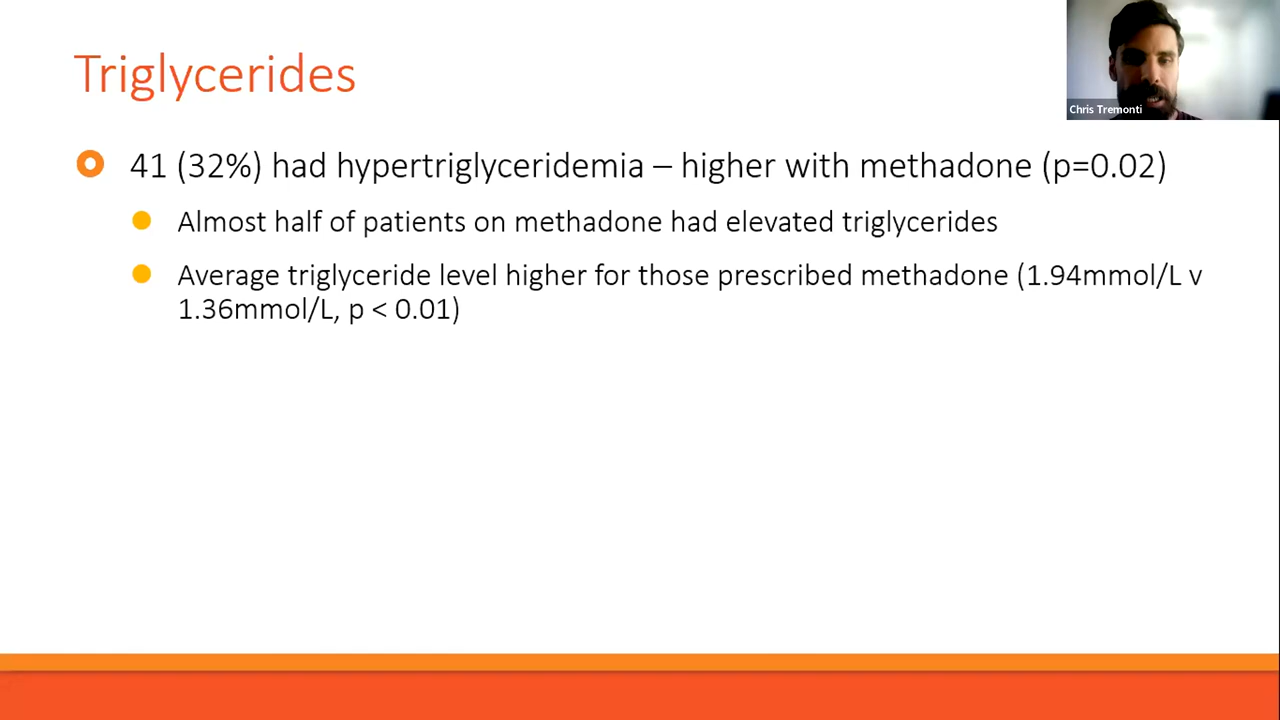 Triglycerides
Chris Tremonti
41 (32%) had hypertriglyceridemia – higher with methadone (p=0.02)
Almost half of patients on methadone had elevated triglycerides
Average triglyceride level higher for those prescribed methadone (1.94mmol/L v
1.36mmol/L, p < 0.01)